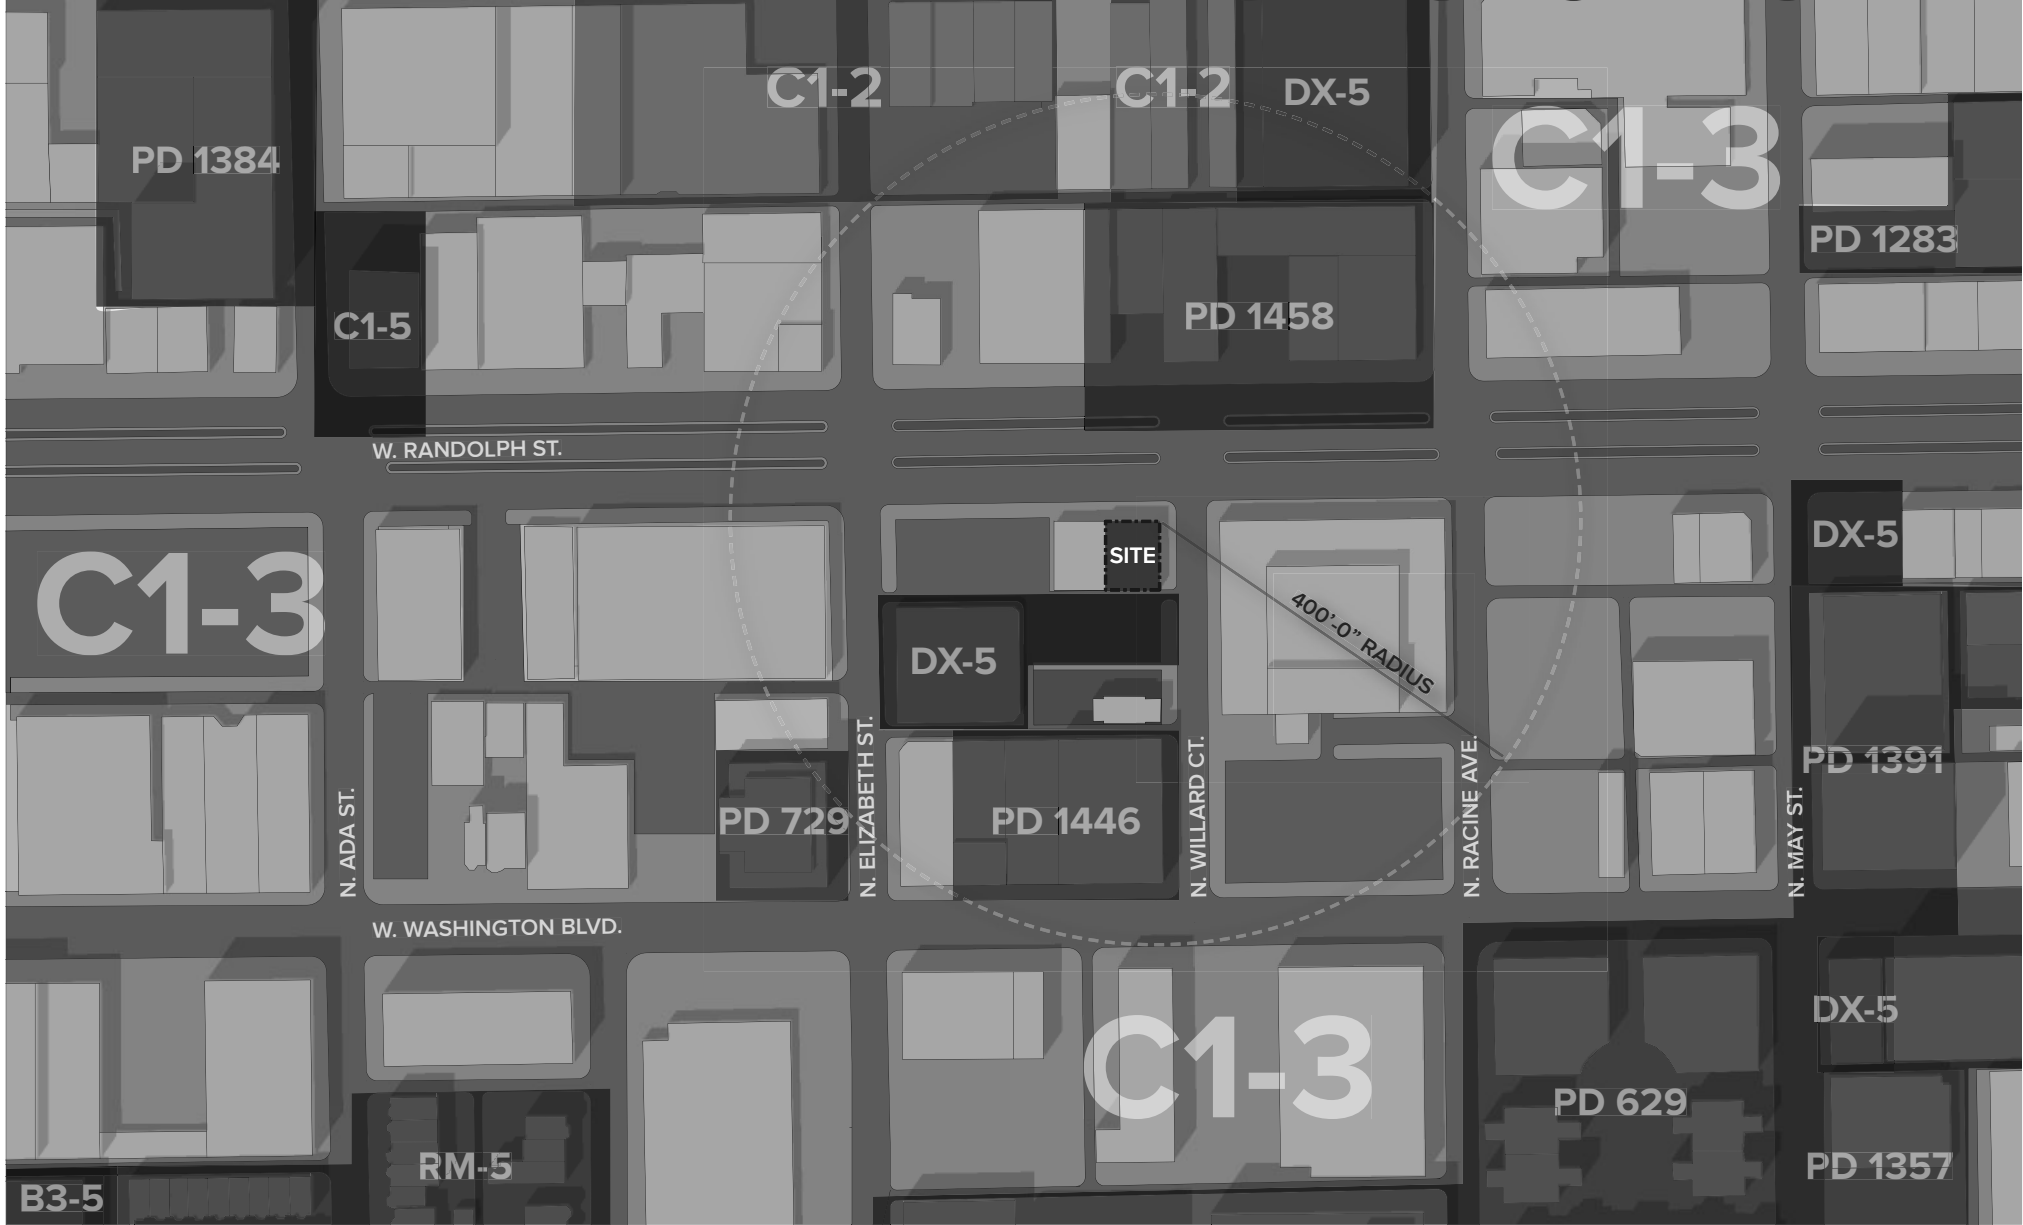 C1-2
C1-2
DX-5
C1-3
PD 1384
PD 1283
C1-5
PD 1458
W. RANDOLPH ST.
DX-5
SITE
C1-3
400’-0” RADIUS
DX-5
PD 1391
PD 729
PD 1446
N. ADA ST.
N. ELIZABETH ST.
N. WILLARD CT.
N. RACINE AVE.
N. MAY ST.
W. WASHINGTON BLVD.
DX-5
C1-3
PD 629
RM-5
PD 1357
B3-5